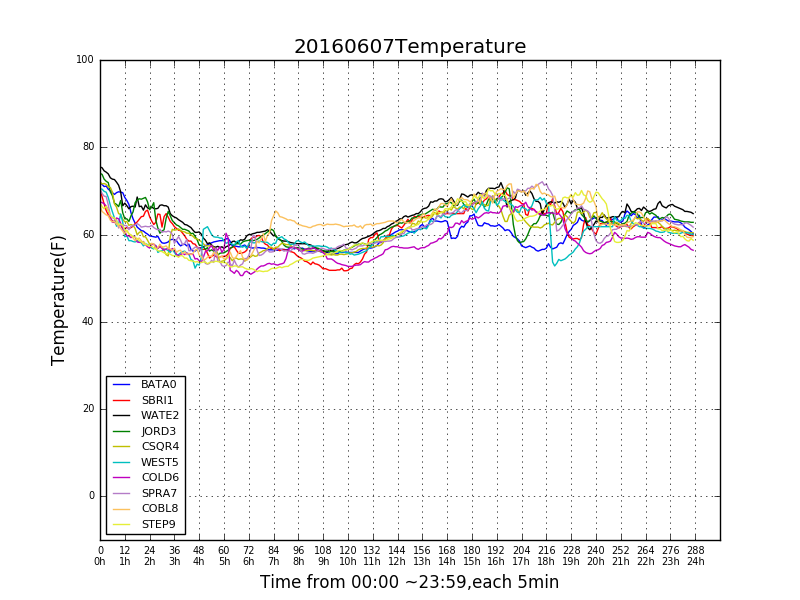 20160607Temperature
100
80
60
40
20
0
Temperature(F)
BATA0
SBRI1
WATE2
JORD3
CSQR4
WEST5
COLD6
SPRA7
COBL8
STEP9
0 12 24 36 48 60 72 84 96 108 120 132 144 156 168 180 192 204 216 228 240 252 264 276 288
0h 1h 2h 3h 4h 5h 6h 7h 8h 9h 10h 11h 12h 13h 14h 15h 16h 17h 18h 19h 20h 21h 22h 23h 24h
Time from 00:00 ~23:59,each 5min